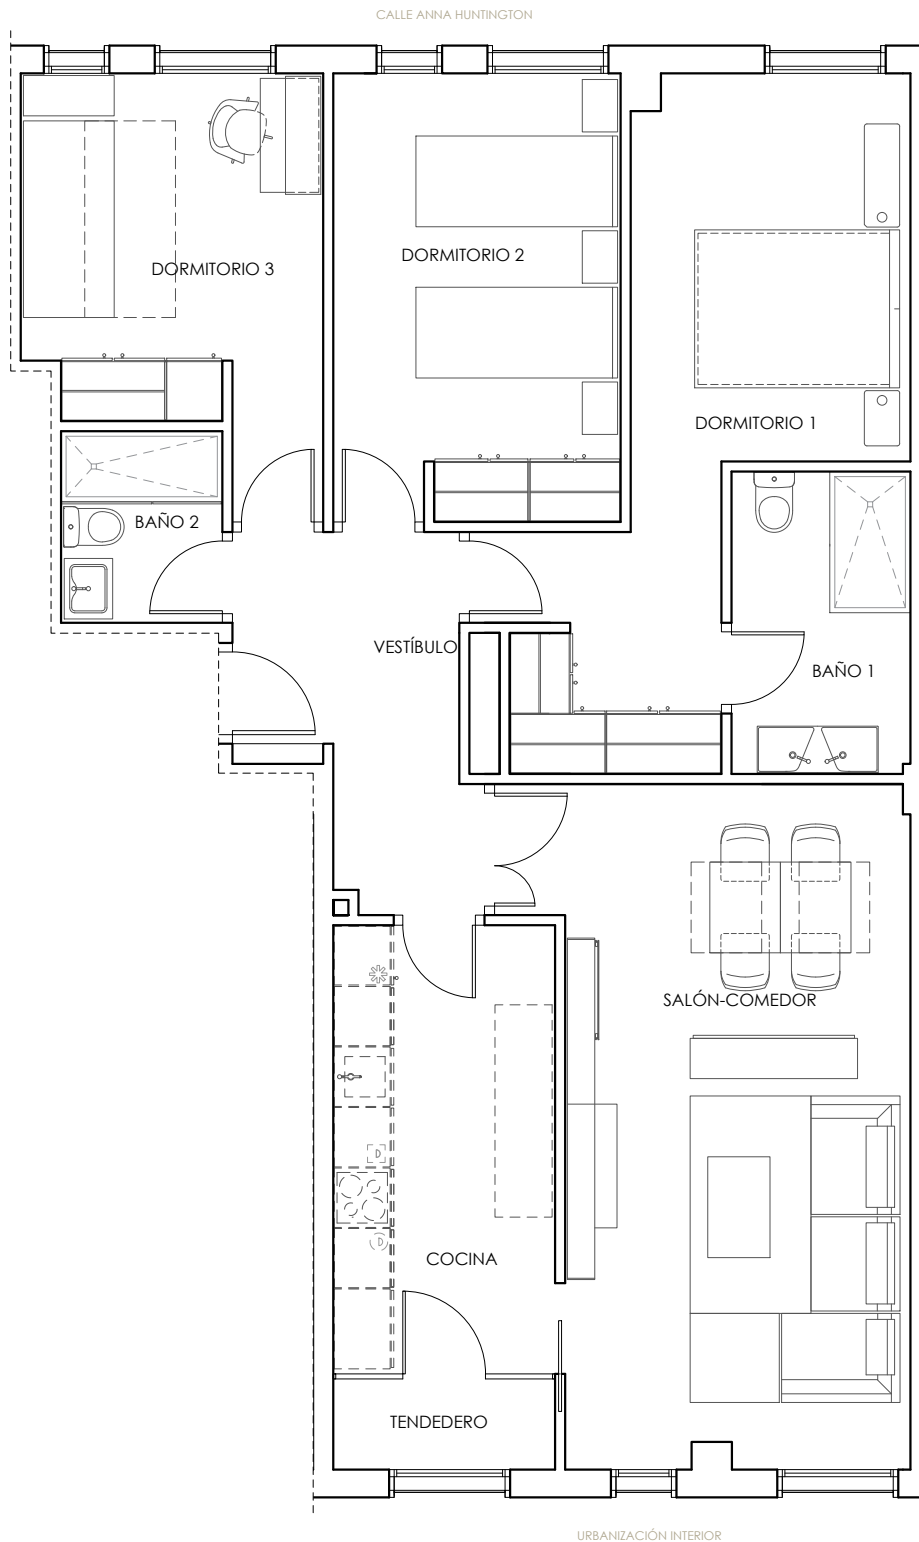 CALLE ANNA HUNTINGTON
DORMITORIO 3
DORMITORIO 2
DORMITORIO 1
BAÑO 2
VESTÍBULO
BAÑO 1
SALÓN-COMEDOR
COCINA
TENDEDERO
URBANIZACIÓN INTERIOR